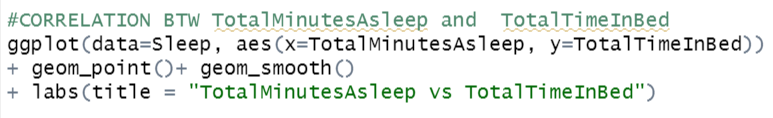 #CORRELATION BTW TotalMinutesAsleep and  TotalTimeInBed
ggplot(data=Sleep, aes(x=TotalMinutesAsleep, y=TotalTimeInBed))
+ geom_point()+ geom_smooth()
+ labs(title = "TotalMinutesAsleep vs TotalTimeInBed")